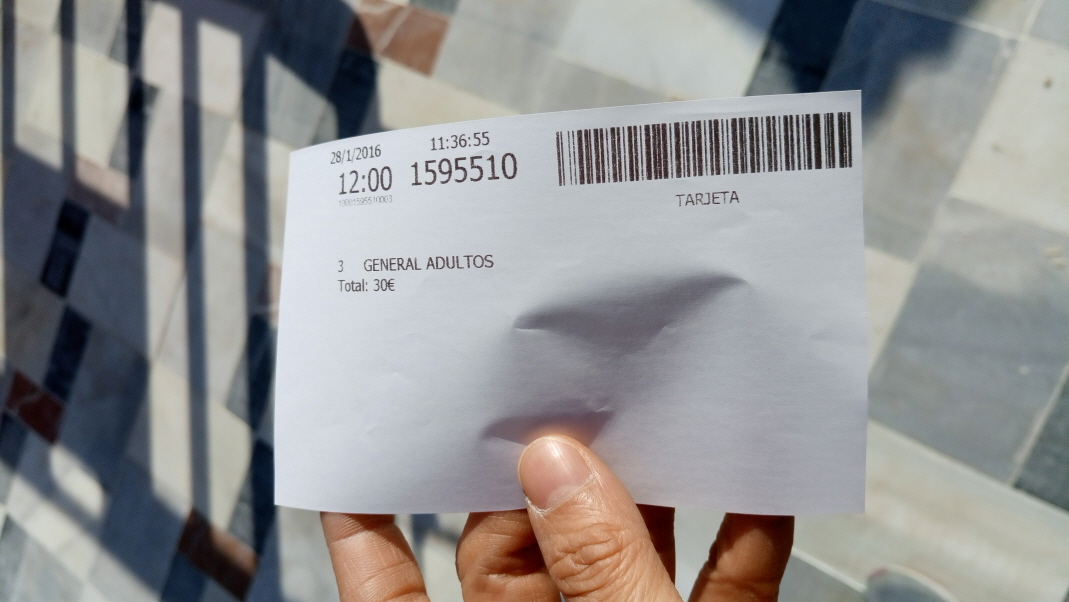 28/1/2016 11:36:55
12:00 1595510
TARJETA
3 GENERAL ADULTOS
Total: 30€